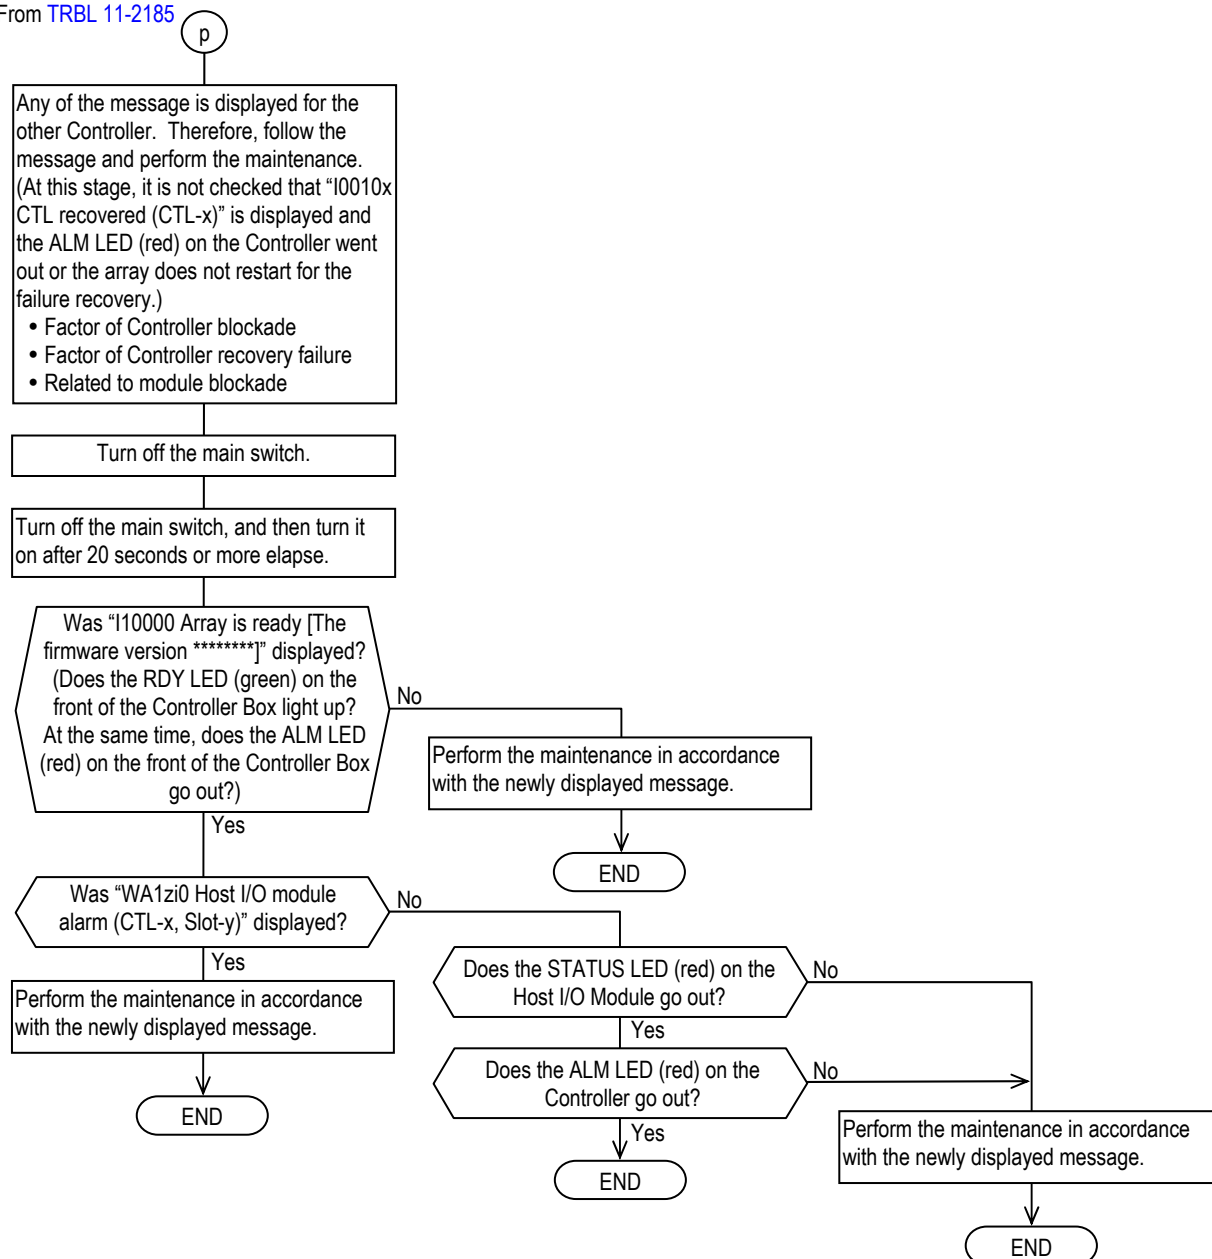 From TRBL 11-2185
p
Any of the message is displayed for the
other Controller.  Therefore, follow the
message and perform the maintenance.
(At this stage, it is not checked that “I0010x
CTL recovered (CTL-x)” is displayed and
the ALM LED (red) on the Controller went
out or the array does not restart for the
failure recovery.)
• Factor of Controller blockade
• Factor of Controller recovery failure
• Related to module blockade
Turn off the main switch.
Turn off the main switch, and then turn it
on after 20 seconds or more elapse.
Was “I10000 Array is ready [The
firmware version ********]” displayed?
(Does the RDY LED (green) on the
front of the Controller Box light up?
At the same time, does the ALM LED
(red) on the front of the Controller Box
go out?)
No
Perform the maintenance in accordance
with the newly displayed message.
END
Yes
Was “WA1zi0 Host I/O module
alarm (CTL-x, Slot-y)” displayed?
No
Yes
Perform the maintenance in accordance
with the newly displayed message.
END
Does the STATUS LED (red) on the
Host I/O Module go out?
No
Yes
Does the ALM LED (red) on the
Controller go out?
No
Yes
END
Perform the maintenance in accordance
with the newly displayed message.
END